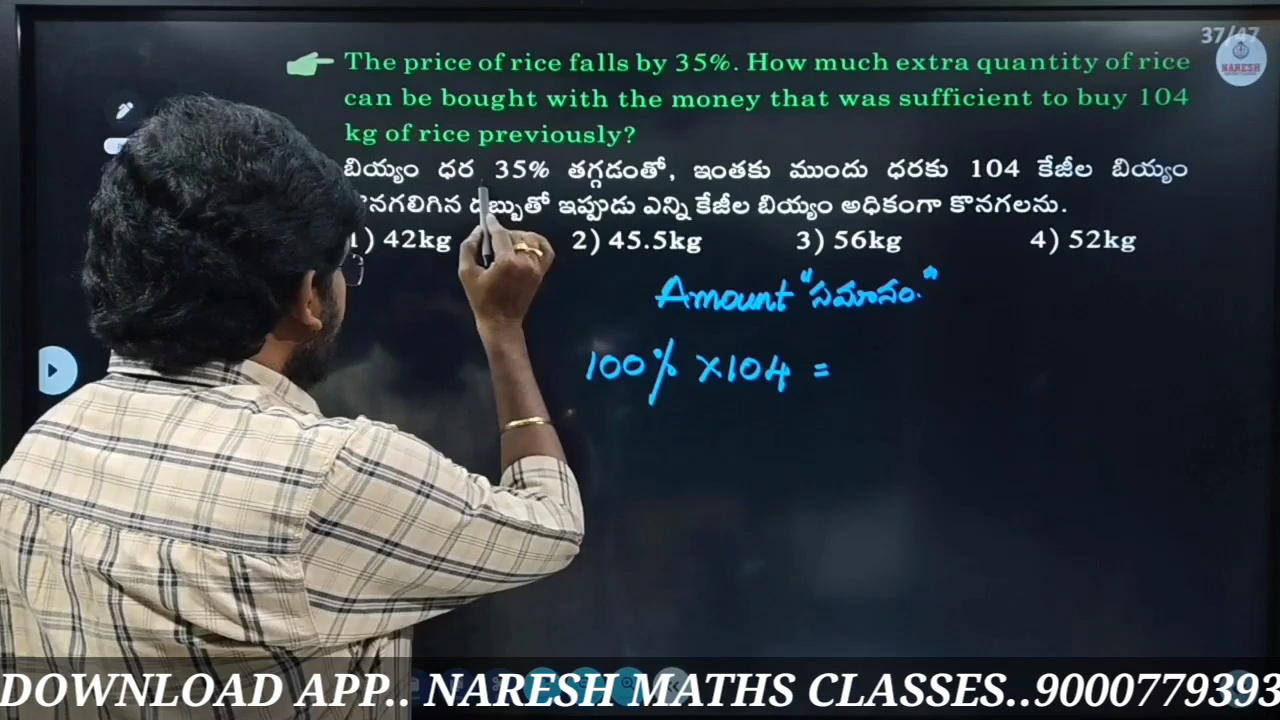 37/47
NARESH
The price of rice falls by 35%. How much extra quantity of rice
can be bought with the money that was sufficient to buy 104
kg of rice previously?
బియ్యం ధర 35% తగ్గడంతో, ఇంతకు ముందు ధరకు 104 కేజీల బియ్యం
నగలిగిన డబ్బుతో ఇప్పుడు ఎన్ని కేజీల బియ్యం అధికంగా కొనగలను.
1) 42kg 2) 45.5kg 3) 56kg 4) 52kg
Amount "సమానం."
100% ×104 =
DOWNLOAD APP.. NARESH MATHS CLASSES..9000779393